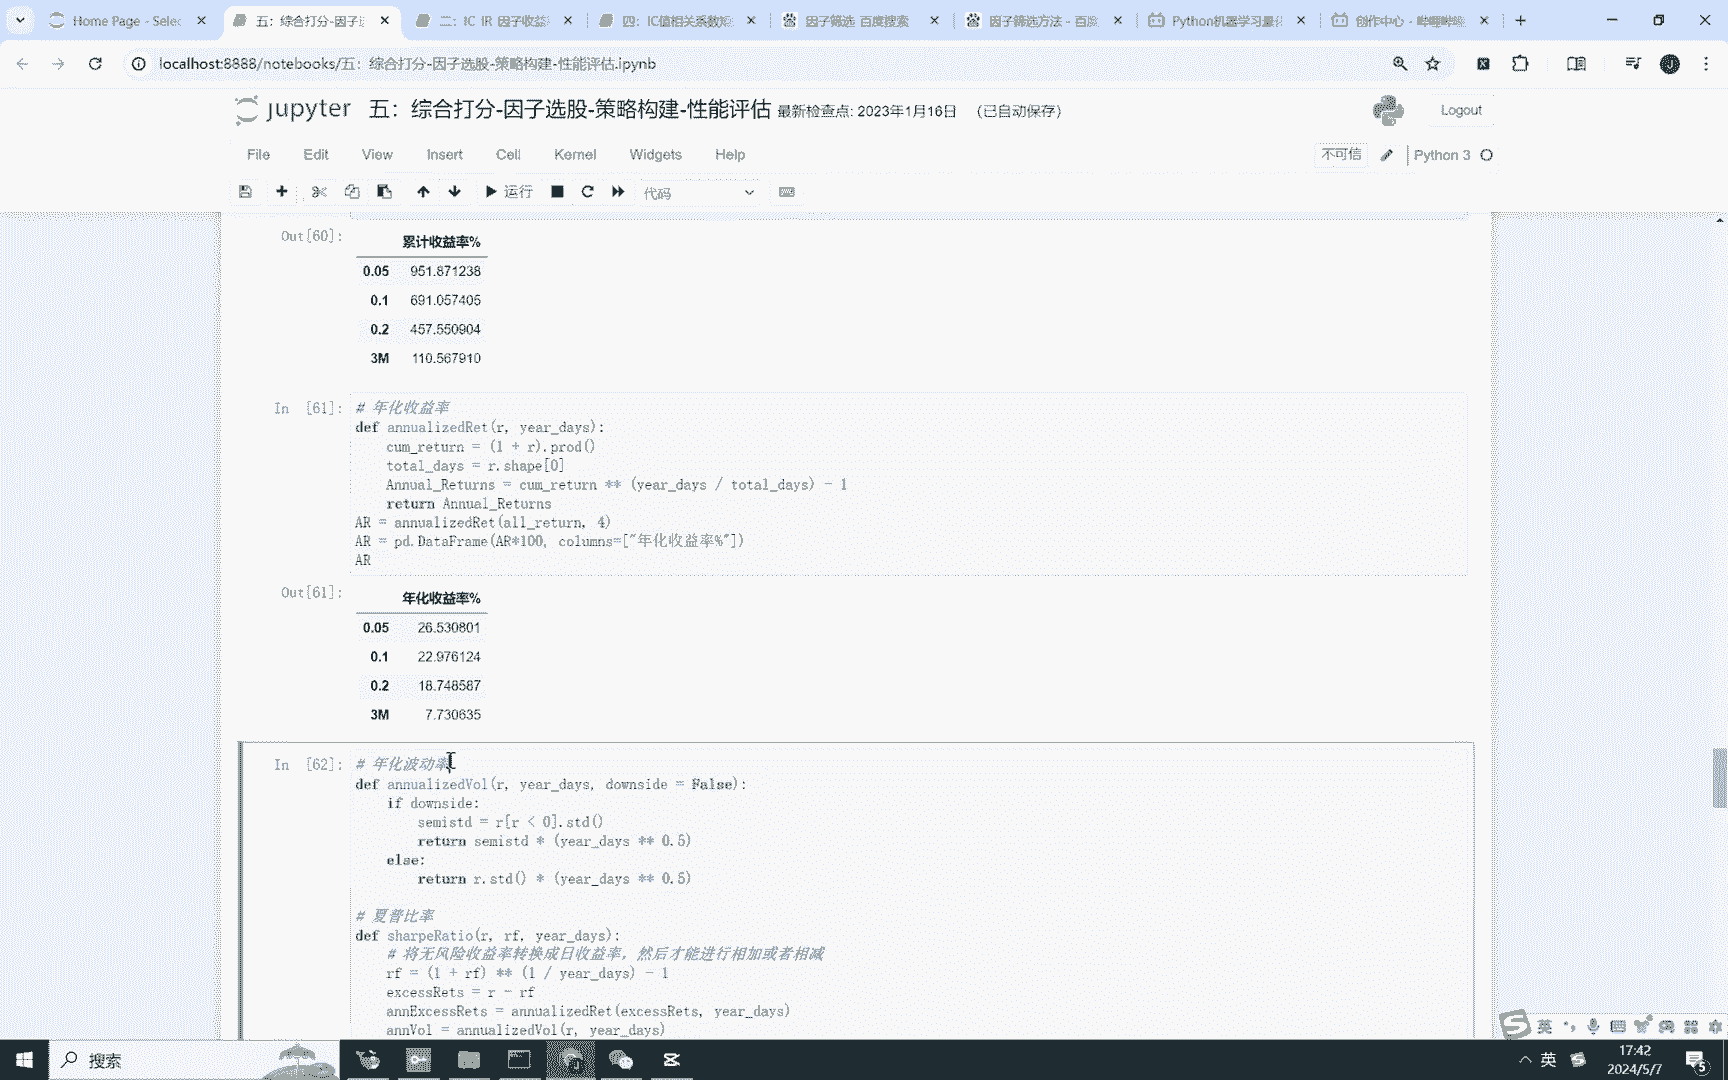 Home Page - Selec
五：综合打分-因子选
二：IC IR 因子收益
四：IC值相关系数矩
因子筛选_百度搜索
因子筛选方法 - 百度
Python机器学习量化
创作中心 - 哔哩哔哩
localhost:8888/notebooks/五：综合打分-因子选股-策略构建-性能评估.ipynb
jupyter 五：综合打分-因子选股-策略构建-性能评估 最新检查点: 2023年1月16日 (已自动保存)
Logout
File Edit View Insert Cell Kernel Widgets Help
不可信 Python 3
运行 代码
Out[60]:
累计收益率%
0.05 951.871238
0.1 691.057405
0.2 457.550904
3M 110.567910
In [61]:
# 年化收益率
def annualizedRet(r, year_days):
cum_return = (1 + r).prod()
total_days = r.shape[0]
Annual_Returns = cum_return ** (year_days / total_days) - 1
return Annual_Returns
AR = annualizedRet(all_return, 4)
AR = pd.DataFrame(AR*100, columns=["年化收益率%"])
AR
Out[61]:
年化收益率%
0.05 26.530801
0.1 22.976124
0.2 18.748587
3M 7.730635
In [62]:
# 年化波动率
def annualizedVol(r, year_days, downside = False):
if downside:
semistd = r[r < 0].std()
return semistd * (year_days ** 0.5)
else:
return r.std() * (year_days ** 0.5)
# 夏普比率
def sharpeRatio(r, rf, year_days):
# 将无风险收益率转换成日收益率，然后才能进行相加或者相减
rf = (1 + rf) ** (1 / year_days) - 1
excessRets = r - rf
annExcessRets = annualizedRet(excessRets, year_days)
annVol = annualizedVol(r, year_days)
英
搜索
英
17:42
2024/5/7
5